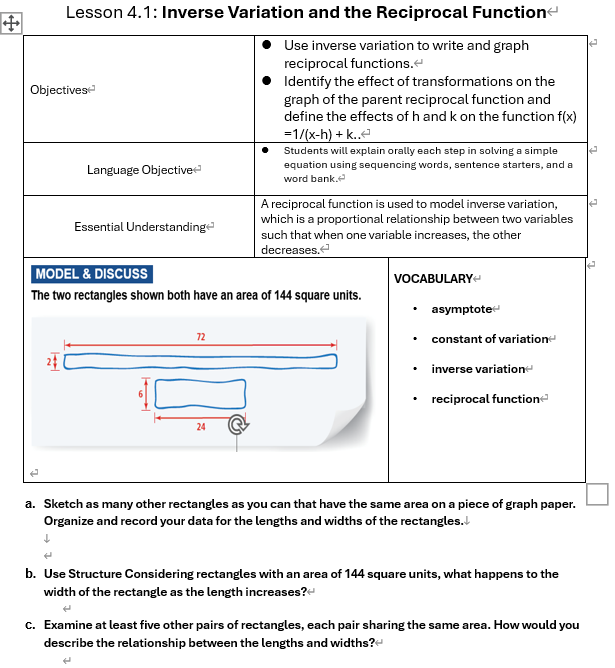 Lesson 4.1: Inverse Variation and the Reciprocal Function
Objectives
● Use inverse variation to write and graph
reciprocal functions.
● Identify the effect of transformations on the
graph of the parent reciprocal function and
define the effects of h and k on the function f(x)
=1/(x-h) + k..
Language Objective
● Students will explain orally each step in solving a simple
equation using sequencing words, sentence starters, and a
word bank.
Essential Understanding
A reciprocal function is used to model inverse variation,
which is a proportional relationship between two variables
such that when one variable increases, the other
decreases.
MODEL & DISCUSS
The two rectangles shown both have an area of 144 square units.
72
2
6
24
VOCABULARY
• asymptote
• constant of variation
• inverse variation
• reciprocal function
a. Sketch as many other rectangles as you can that have the same area on a piece of graph paper.
Organize and record your data for the lengths and widths of the rectangles.
b. Use Structure Considering rectangles with an area of 144 square units, what happens to the
width of the rectangle as the length increases?
c. Examine at least five other pairs of rectangles, each pair sharing the same area. How would you
describe the relationship between the lengths and widths?